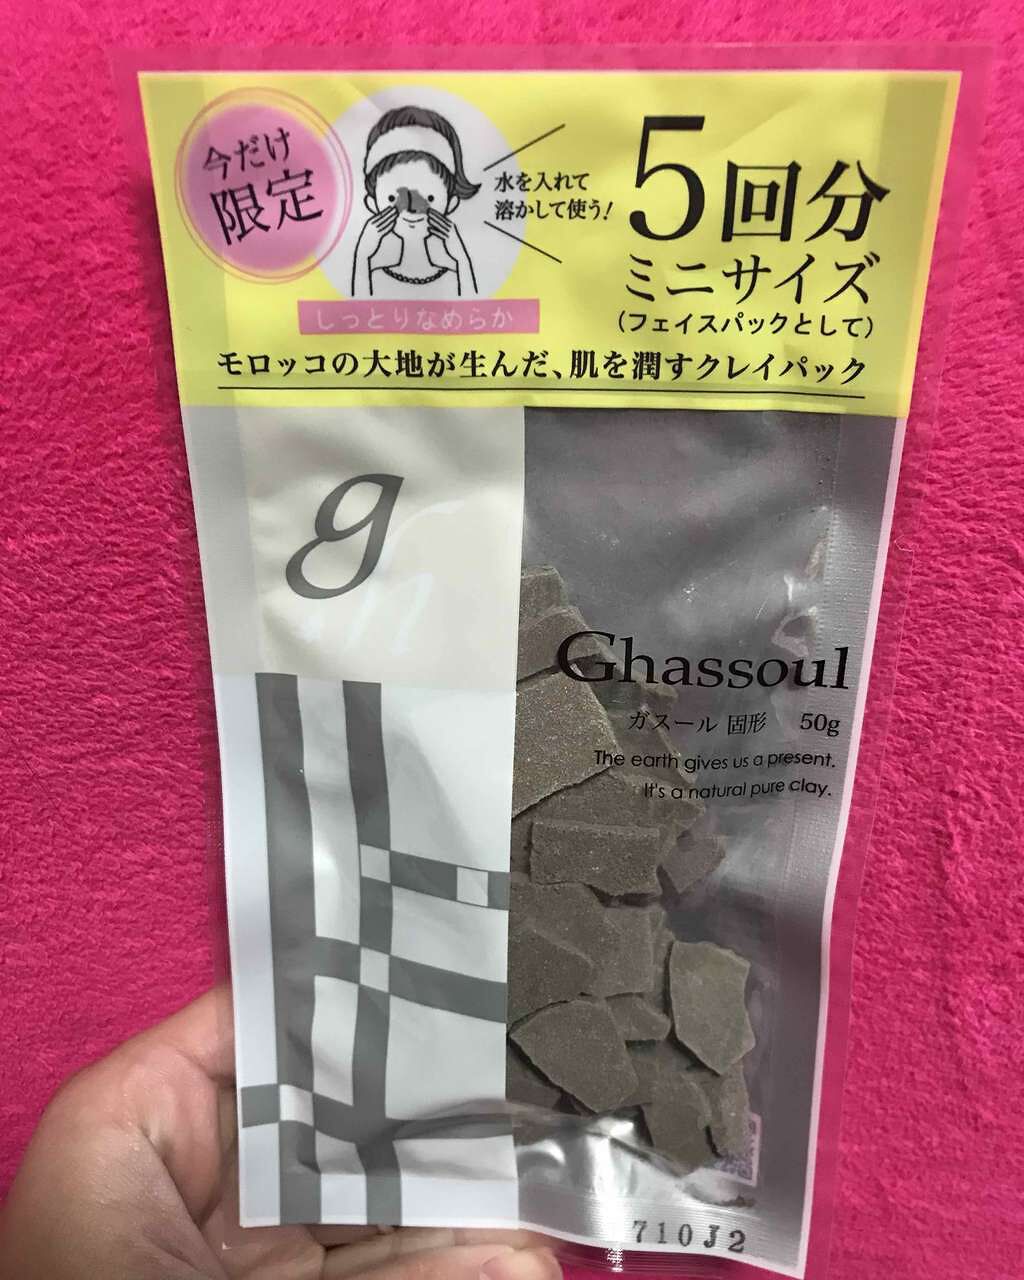 今だけ
限定
水を入れて
溶かして使う!
5回分
ミニサイズ
(フェイスパックとして)
しっとりなめらか
モロッコの大地が生んだ、肌を潤すクレイパック
g
Ghassoul
ガスール 固形 50g
The earth gives us a present.
It's a natural pure clay.
710J2